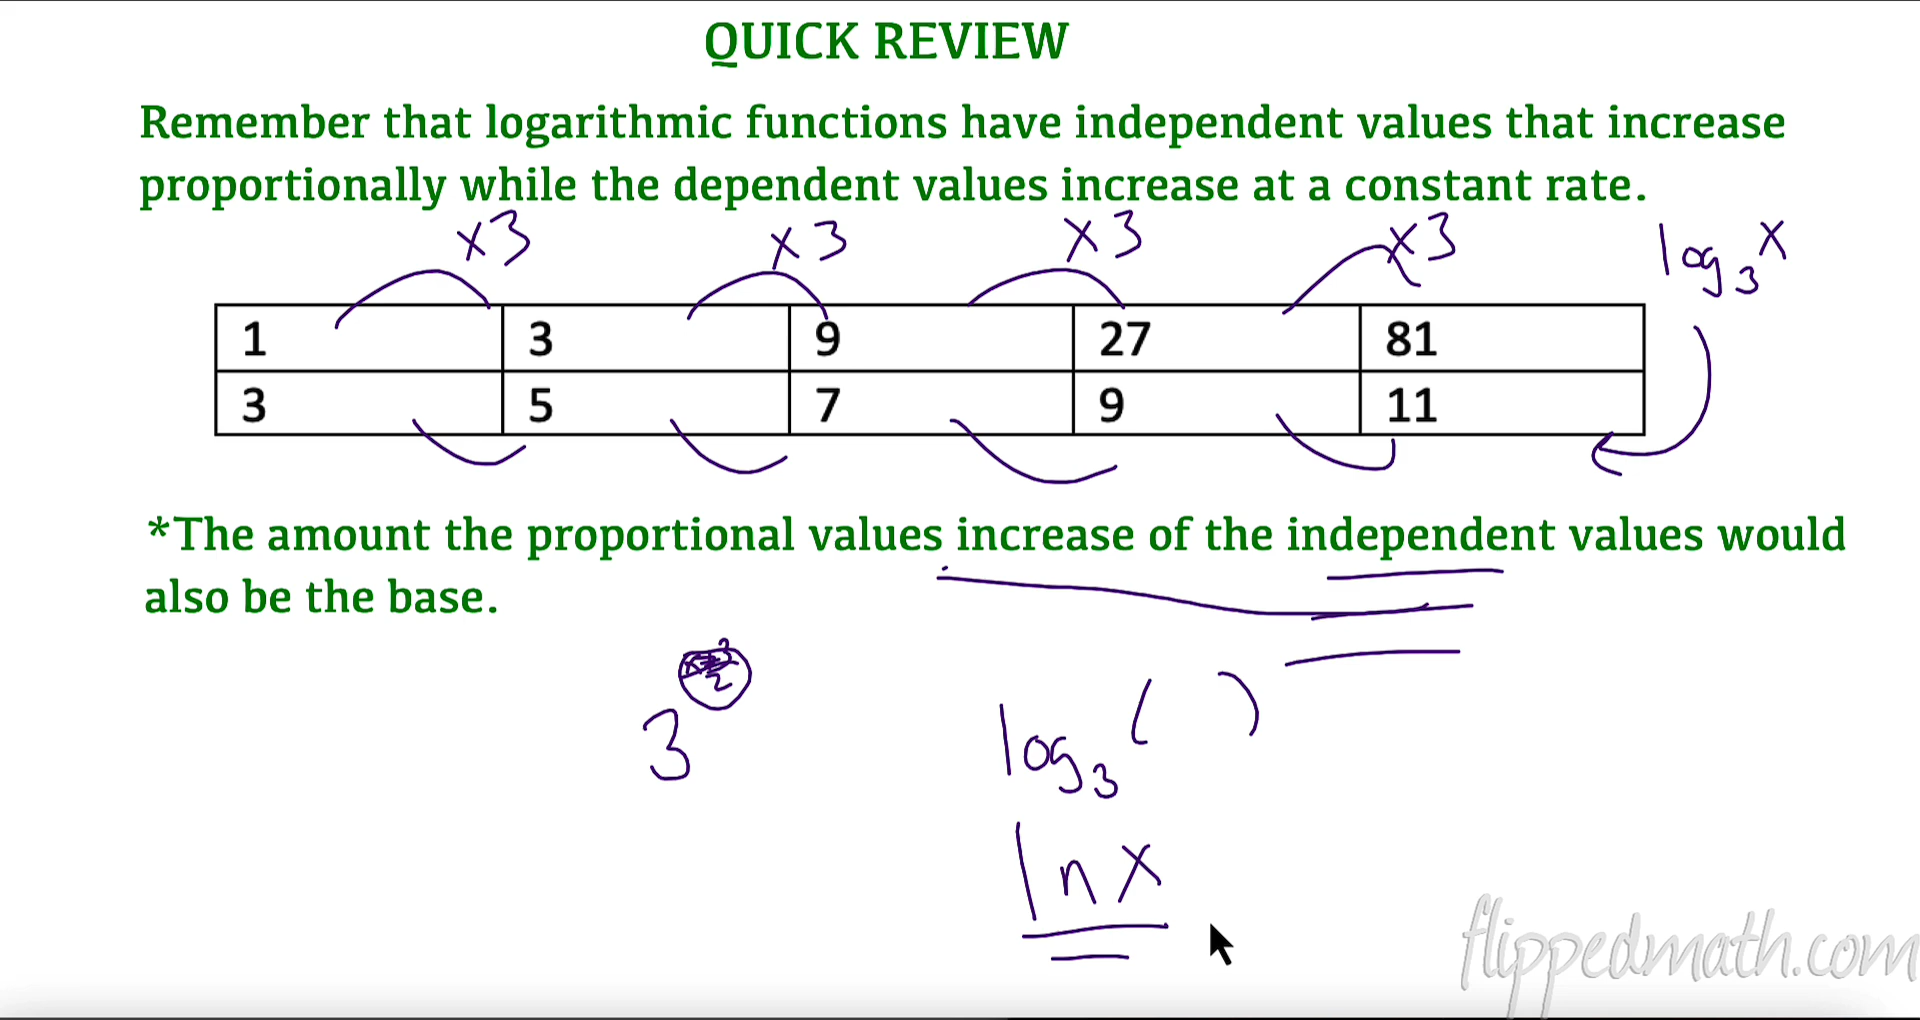 QUICK REVIEW
Remember that logarithmic functions have independent values that increase
proportionally while the dependent values increase at a constant rate.
x3 x3 x3 x3 log₃x
1 3 9 27 81
3 5 7 9 11
*The amount the proportional values increase of the independent values would
also be the base.
3²
log₃( )
ln x
flippedmath.com